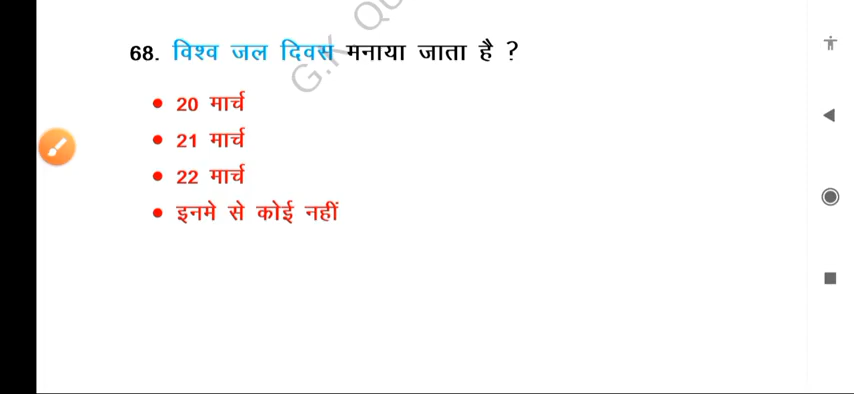 G.K
68. विश्व जल दिवस मनाया जाता है ?
• 20 मार्च
• 21 मार्च
• 22 मार्च
• इनमे से कोई नहीं